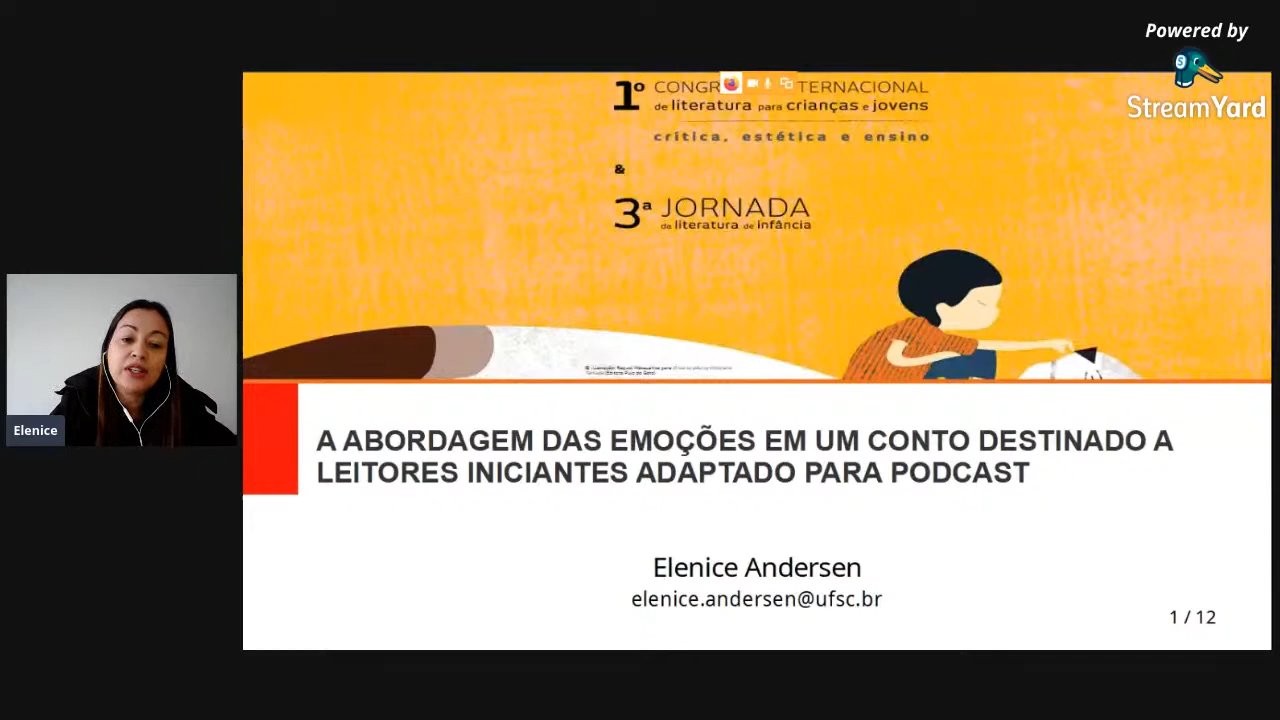 Powered by
StreamYard
1º CONGR TERNACIONAL
de literatura para crianças e jovens
crítica, estética e ensino
&
3ª JORNADA
da literatura de infância
Elenice
A ABORDAGEM DAS EMOÇÕES EM UM CONTO DESTINADO A
LEITORES INICIANTES ADAPTADO PARA PODCAST
Elenice Andersen
elenice.andersen@ufsc.br
1 / 12